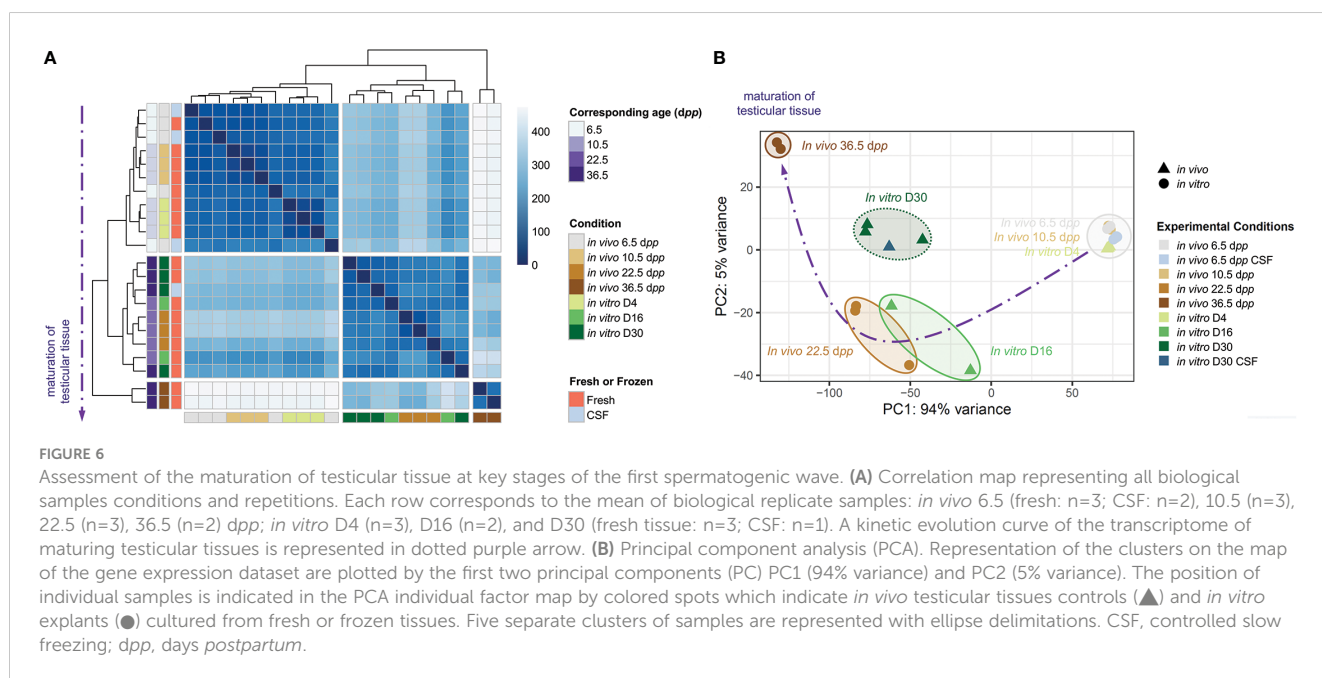 A
B
400
300
200
100
0
Corresponding age (dpp)
6.5
10.5
22.5
36.5
Condition
in vivo 6.5 dpp
in vivo 10.5 dpp
in vivo 22.5 dpp
in vivo 36.5 dpp
in vitro D4
in vitro D16
in vitro D30
Fresh or Frozen
Fresh
CSF
maturation of
testicular tissue
maturation of
testicular tissue
In vivo 36.5 dpp
In vitro D30
In vivo 6.5 dpp
In vivo 10.5 dpp
In vitro D4
In vivo 22.5 dpp
In vitro D16
PC2: 5% variance
20
0
−20
−40
−100
−50
0
50
PC1: 94% variance
in vivo
in vitro
Experimental Conditions
in vivo 6.5 dpp
in vivo 6.5 dpp CSF
in vivo 10.5 dpp
in vivo 22.5 dpp
in vivo 36.5 dpp
in vitro D4
in vitro D16
in vitro D30
in vitro D30 CSF
FIGURE 6
Assessment of the maturation of testicular tissue at key stages of the first spermatogenic wave. (A) Correlation map representing all biological
samples conditions and repetitions. Each row corresponds to the mean of biological replicate samples: in vivo 6.5 (fresh: n=3; CSF: n=2), 10.5 (n=3),
22.5 (n=3), 36.5 (n=2) dpp; in vitro D4 (n=3), D16 (n=2), and D30 (fresh tissue: n=3; CSF: n=1). A kinetic evolution curve of the transcriptome of
maturing testicular tissues is represented in dotted purple arrow. (B) Principal component analysis (PCA). Representation of the clusters on the map
of the gene expression dataset are plotted by the first two principal components (PC) PC1 (94% variance) and PC2 (5% variance). The position of
individual samples is indicated in the PCA individual factor map by colored spots which indicate in vivo testicular tissues controls (▲) and in vitro
explants (●) cultured from fresh or frozen tissues. Five separate clusters of samples are represented with ellipse delimitations. CSF, controlled slow
freezing; dpp, days postpartum.